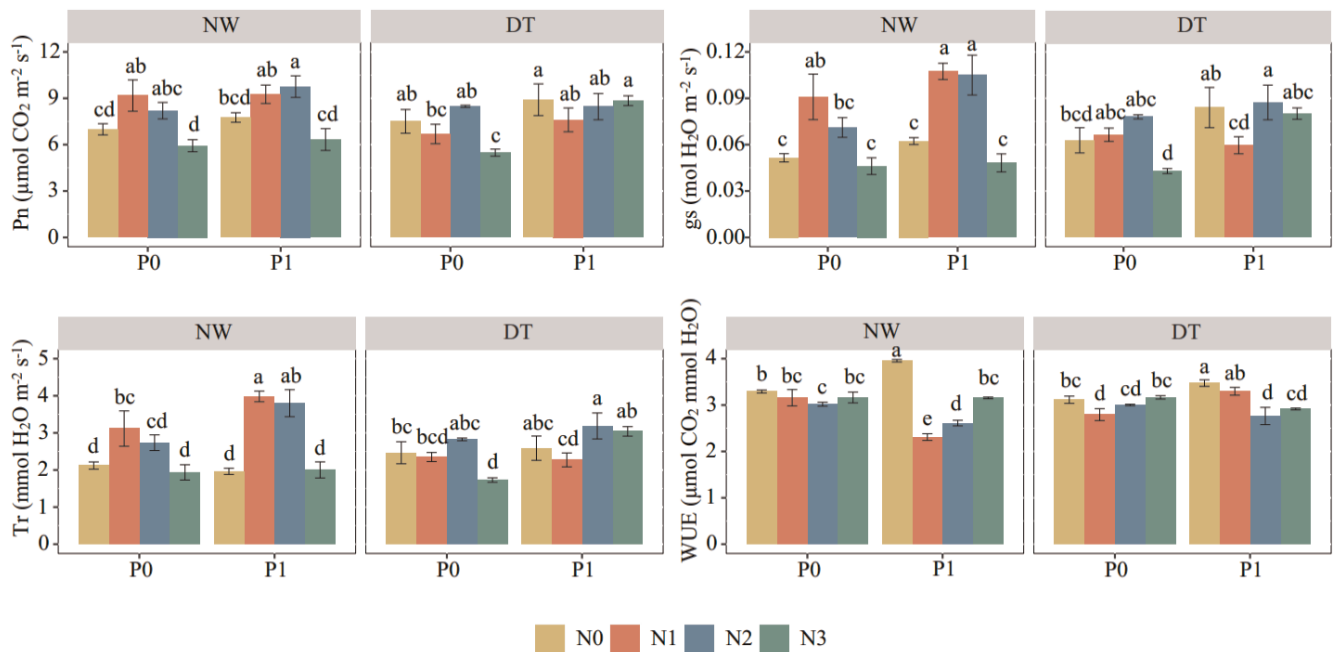 NW
DT
Pn (μmol CO₂ m⁻² s⁻¹)
12
9
6
3
0
cd
ab
abc
d
bcd
ab
a
cd
ab
bc
ab
c
a
ab
ab
a
P0
P1
P0
P1
NW
DT
gs (mol H₂O m⁻² s⁻¹)
0.12
0.09
0.06
0.03
0.00
c
ab
bc
c
c
a
a
c
bcd
abc
abc
d
ab
cd
a
abc
P0
P1
P0
P1
NW
DT
Tr (mmol H₂O m⁻² s⁻¹)
5
4
3
2
1
0
d
bc
cd
d
d
a
ab
d
bc
bcd
abc
d
abc
cd
a
ab
P0
P1
P0
P1
NW
DT
WUE (μmol CO₂ mmol H₂O)
4
3
2
1
0
b
bc
c
bc
a
e
d
bc
bc
d
cd
bc
a
ab
d
cd
P0
P1
P0
P1
N0 N1 N2 N3